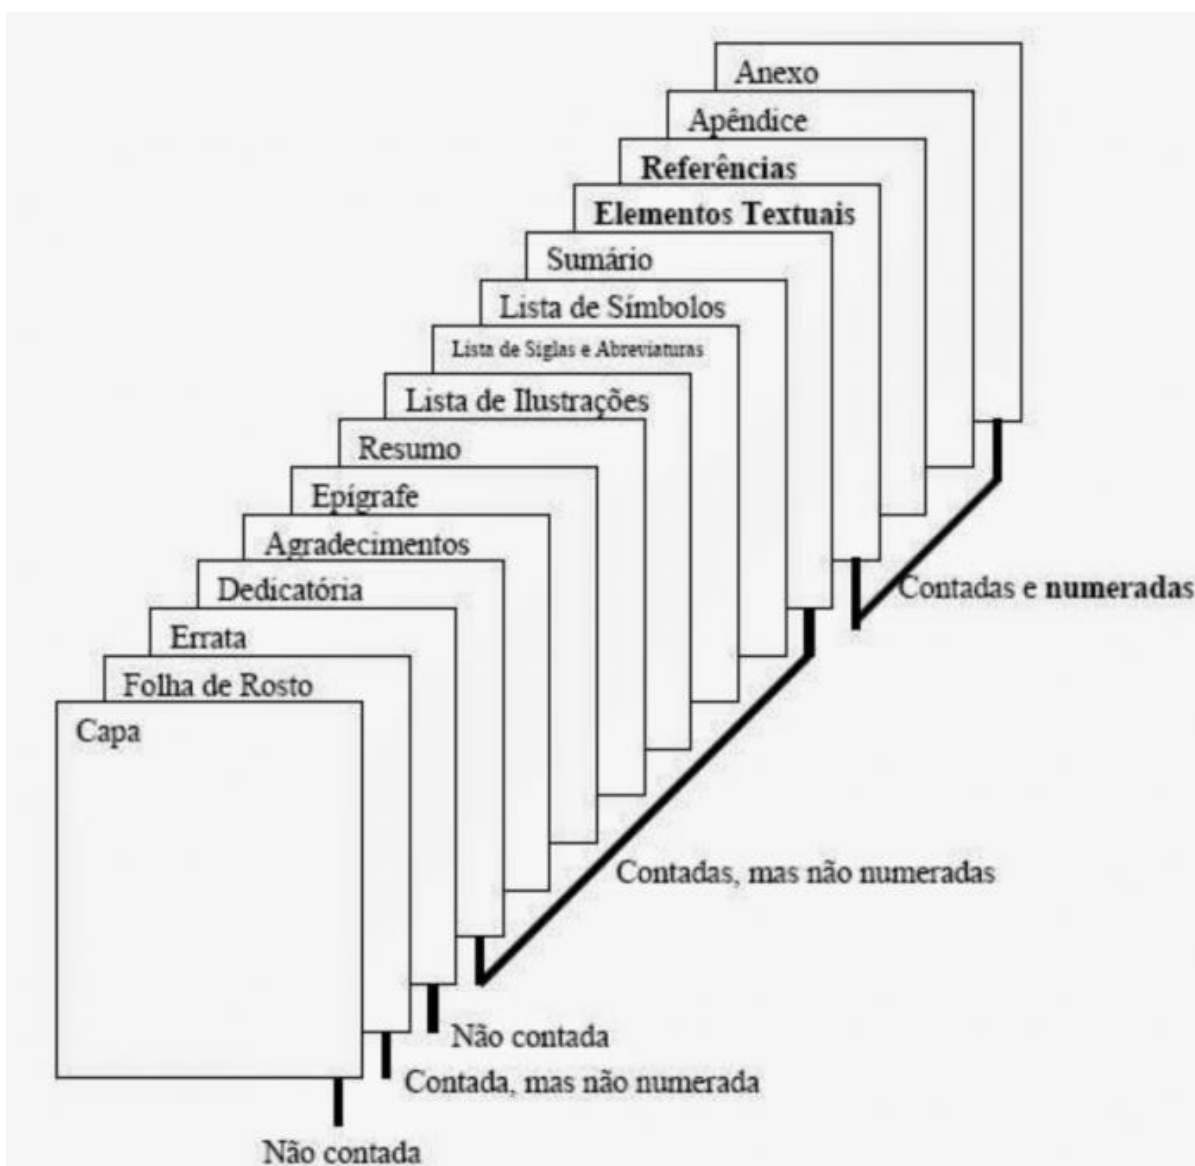 Anexo
Apêndice
Referências
Elementos Textuais
Sumário
Lista de Símbolos
Lista de Siglas e Abreviaturas
Lista de Ilustrações
Resumo
Epígrafe
Agradecimentos
Dedicatória
Errata
Folha de Rosto
Capa
Contadas e numeradas
Contadas, mas não numeradas
Não contada
Contada, mas não numerada
Não contada